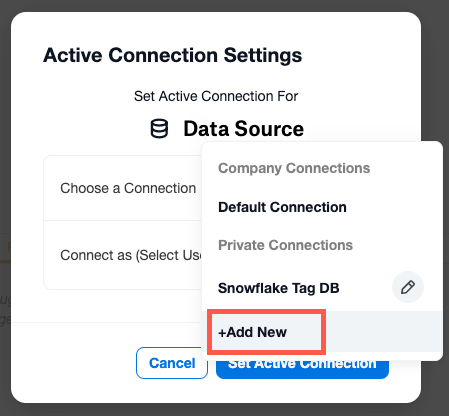 Active Connection Settings
Set Active Connection For
Data Source
Company Connections
Choose a Connection
Default Connection
Private Connections
Connect as (Select
Snowflake Tag DB
+Add New
Cancel
Set Active Connection